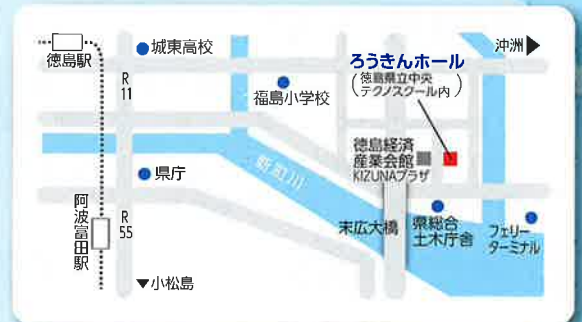 徳島駅
城東高校
沖洲▶
R
11
福島小学校
ろうきんホール
(徳島県立中央
テクノスクール内)
徳島経済
産業会館
KIZUNAプラザ
県庁
新町川
阿波富田駅
R
55
末広大橋
県総合
土木庁舎
フェリー
ターミナル
▼小松島